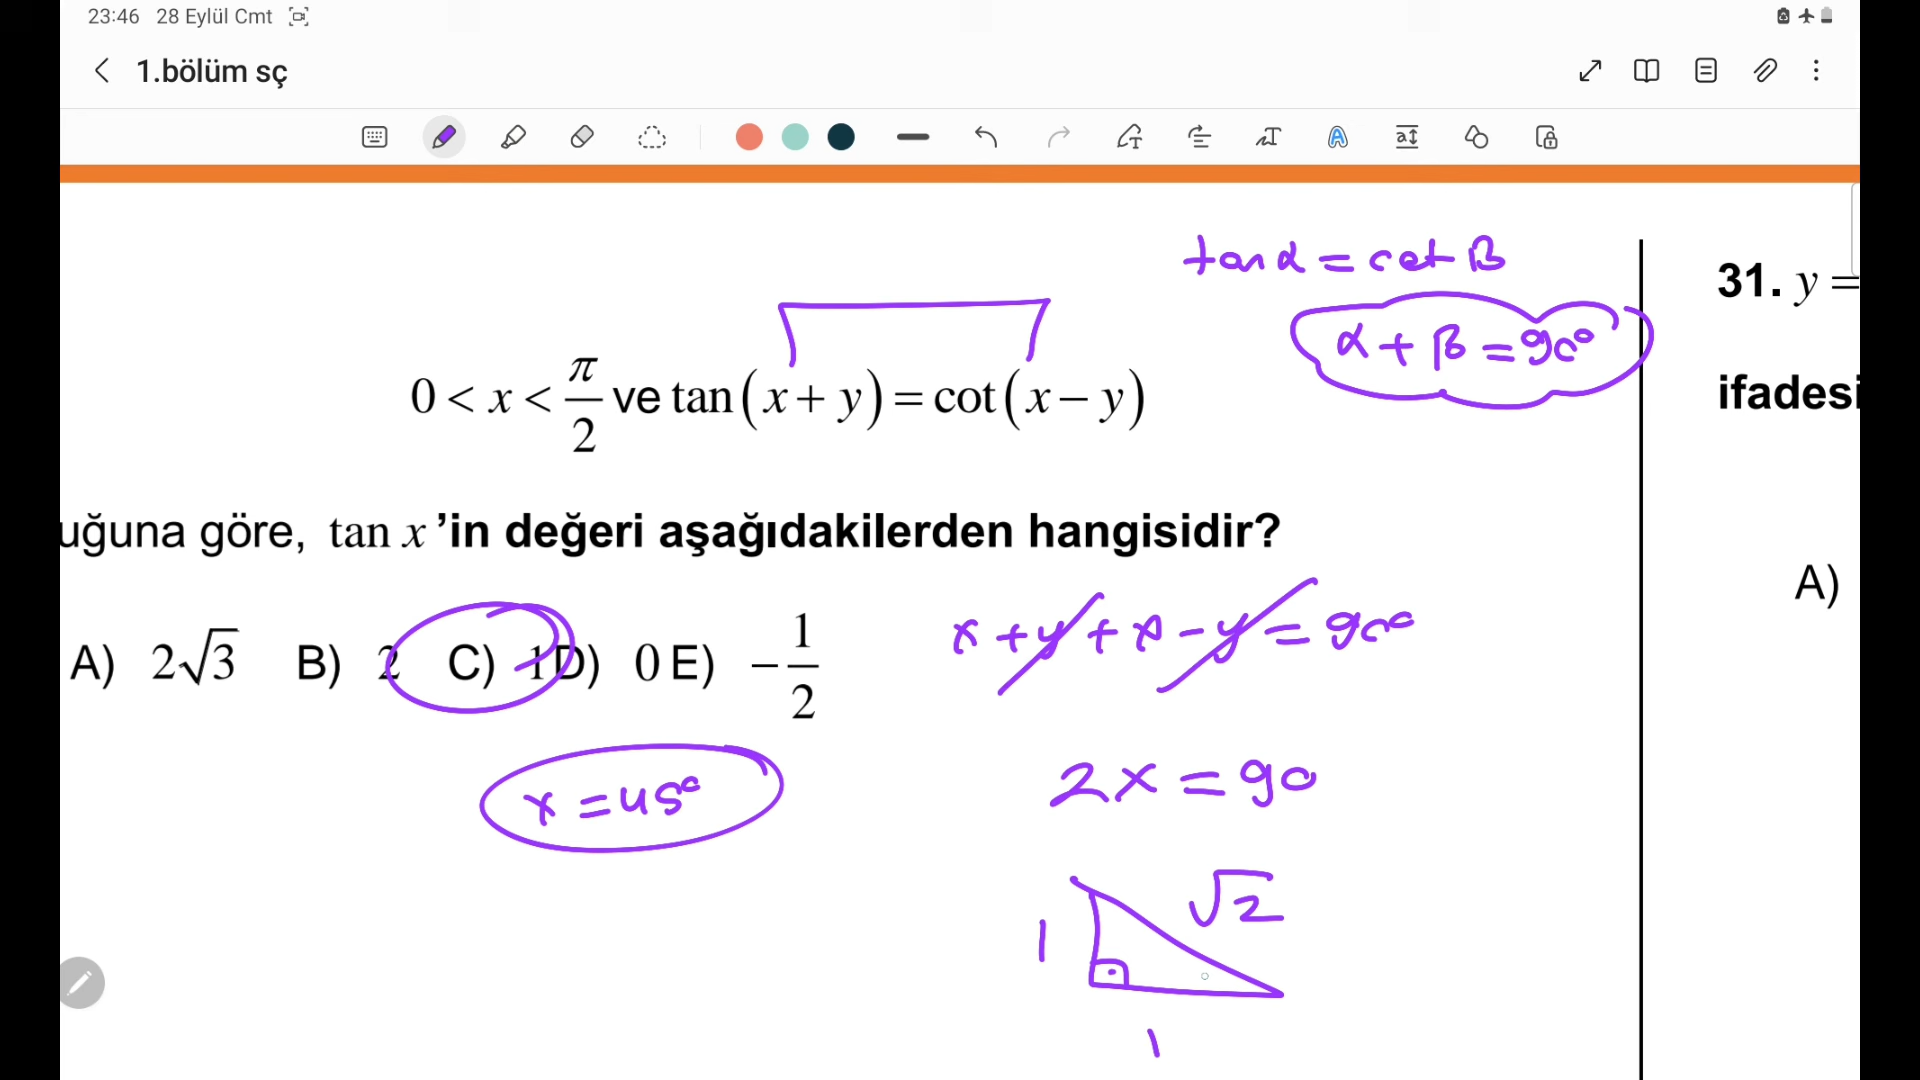 23:46 28 Eylül Cmt
1.bölüm sç
tan α = cot β
α + β = 90°
0 < x < π/2 ve tan(x + y) = cot(x − y)
uğuna göre, tan x 'in değeri aşağıdakilerden hangisidir?
A) 2√3 B) 2 C) 1 D) 0 E) −1/2
x + y + x − y = 90°
x = 45°
2x = 90
√2
1
1
31. y =
ifadesi
A)